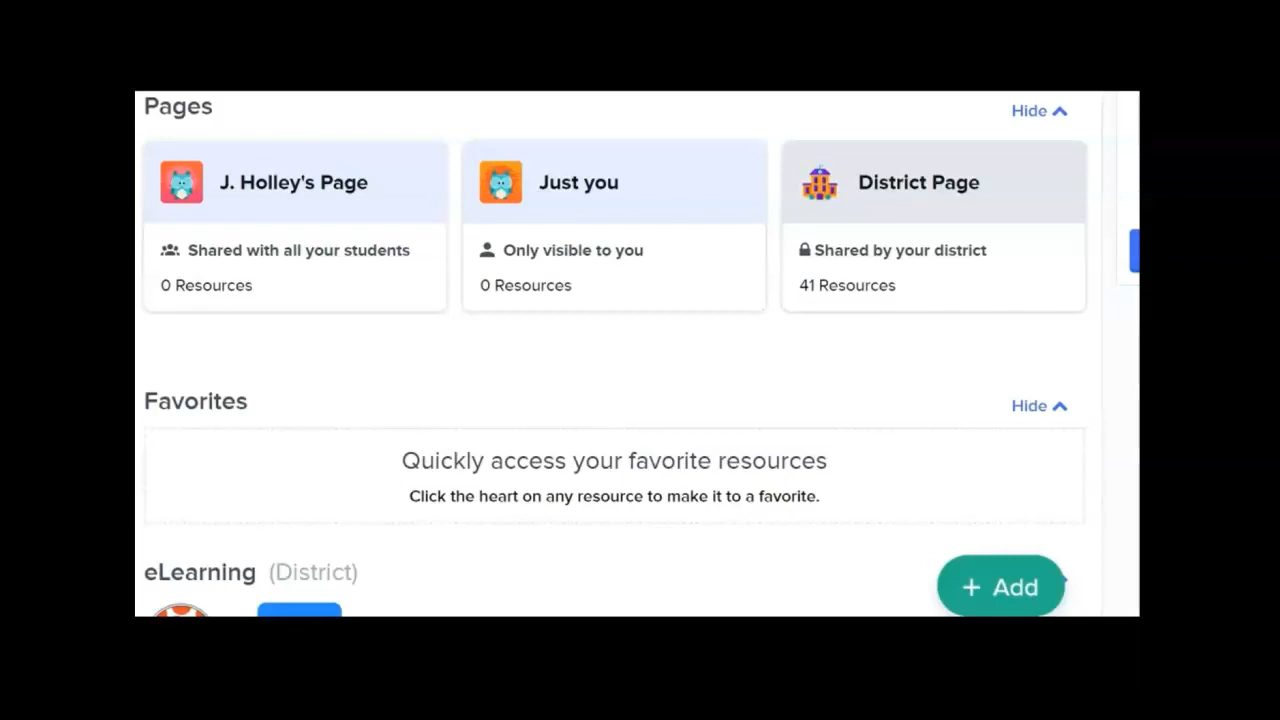 Pages
Hide
J. Holley's Page
Just you
District Page
Shared with all your students
Only visible to you
Shared by your district
0 Resources
0 Resources
41 Resources
Favorites
Hide
Quickly access your favorite resources
Click the heart on any resource to make it to a favorite.
eLearning (District)
+ Add